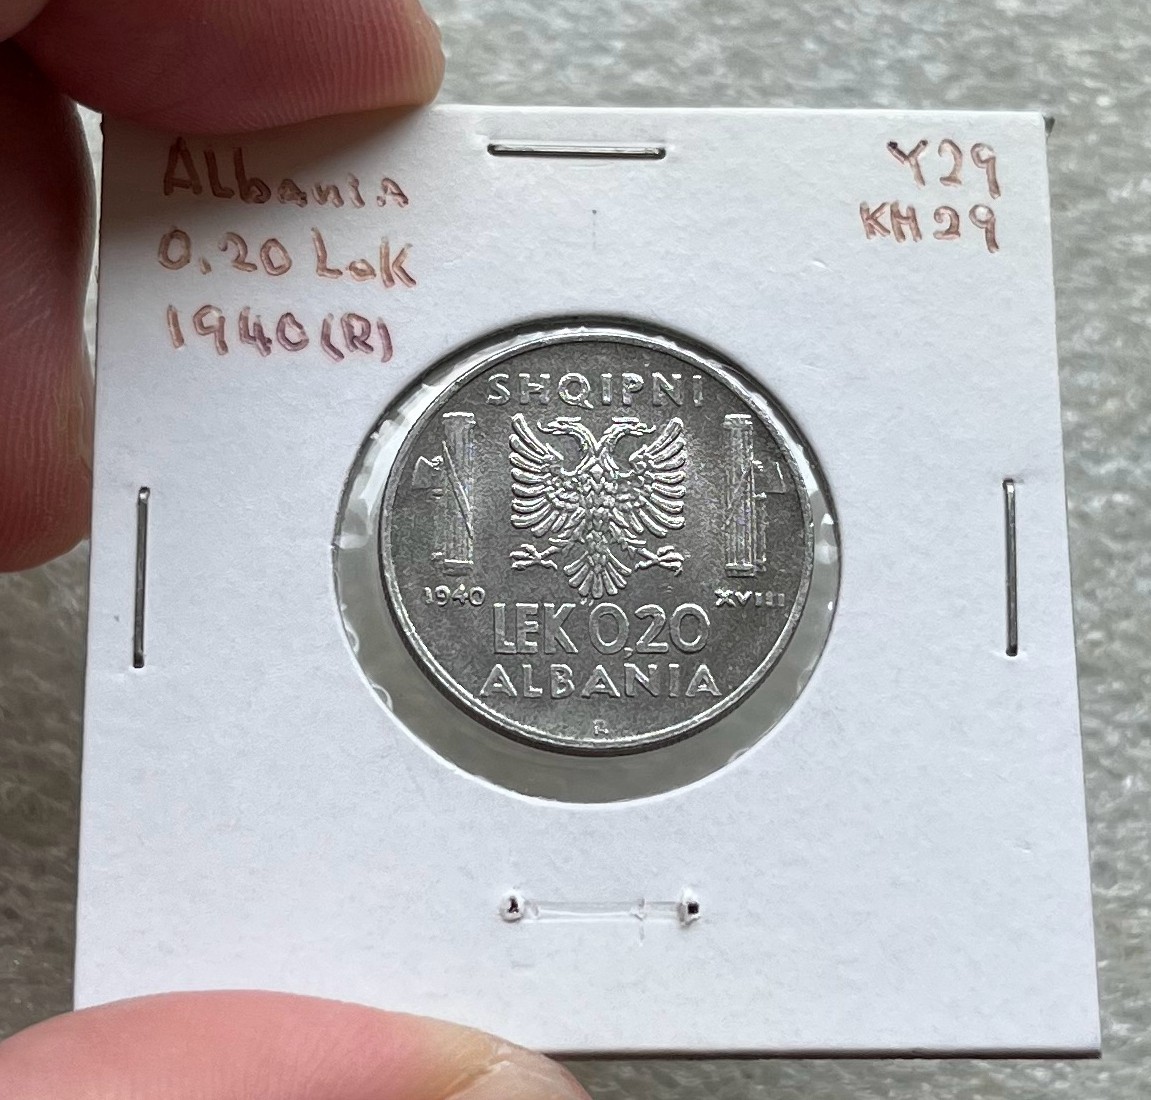 Albania
0.20 Lek
1940(R)
Y29
KM29
SHQIPNI
1940 XVIII
LEK 0,20
ALBANIA
R